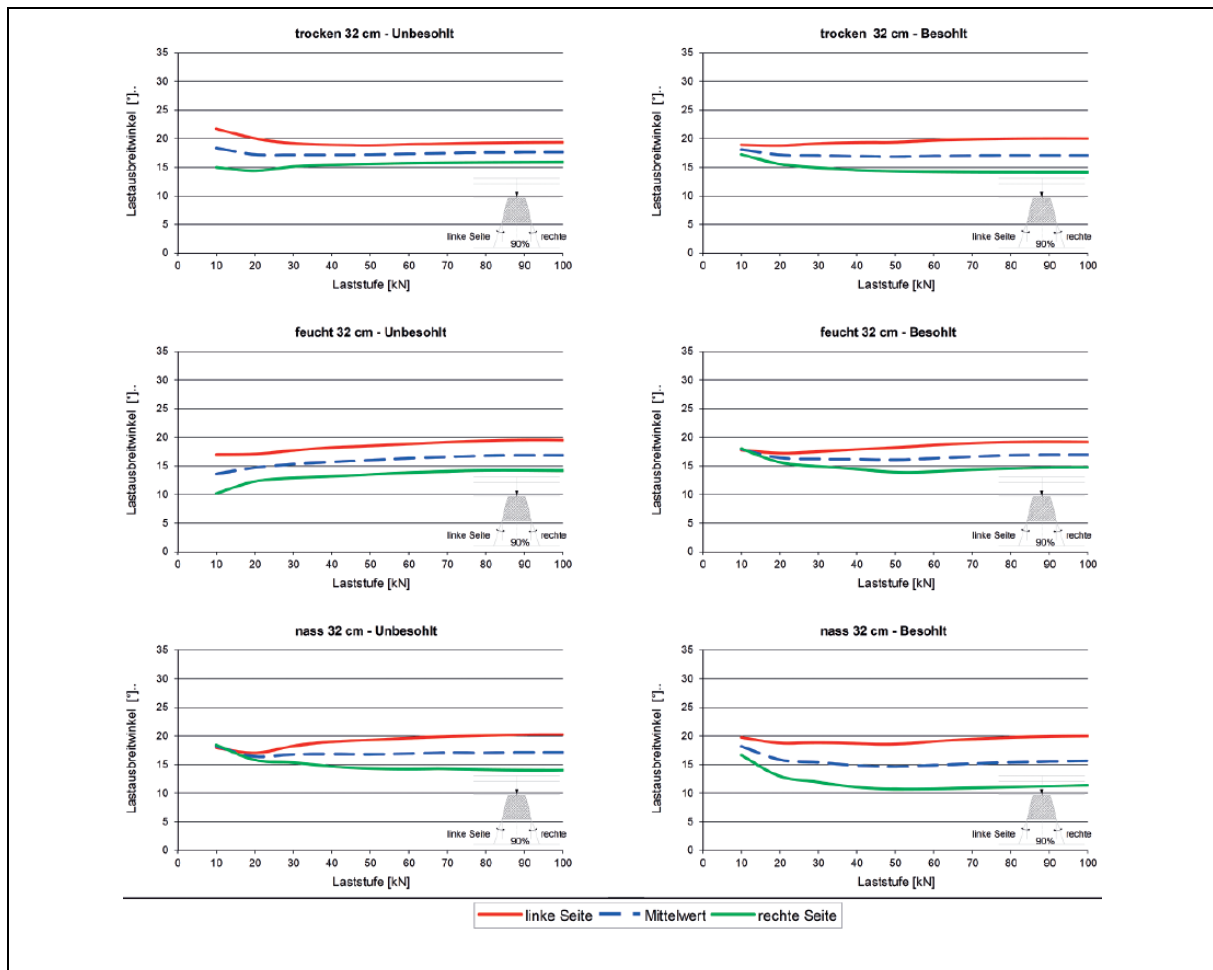 trocken 32 cm - Unbesohlt
Lastausbreitwinkel [°]..
35
30
25
20
15
10
5
0
linke Seite
rechte
90%
0 10 20 30 40 50 60 70 80 90 100
Laststufe [kN]
trocken 32 cm - Besohlt
Lastausbreitwinkel [°]..
35
30
25
20
15
10
5
0
linke Seite
rechte
90%
0 10 20 30 40 50 60 70 80 90 100
Laststufe [kN]
feucht 32 cm - Unbesohlt
Lastausbreitwinkel [°]..
35
30
25
20
15
10
5
0
linke Seite
rechte
90%
0 10 20 30 40 50 60 70 80 90 100
Laststufe [kN]
feucht 32 cm - Besohlt
Lastausbreitwinkel [°]..
35
30
25
20
15
10
5
0
linke Seite
rechte
90%
0 10 20 30 40 50 60 70 80 90 100
Laststufe [kN]
nass 32 cm - Unbesohlt
Lastausbreitwinkel [°]..
35
30
25
20
15
10
5
0
linke Seite
rechte
90%
0 10 20 30 40 50 60 70 80 90 100
Laststufe [kN]
nass 32 cm - Besohlt
Lastausbreitwinkel [°]..
35
30
25
20
15
10
5
0
linke Seite
rechte
90%
0 10 20 30 40 50 60 70 80 90 100
Laststufe [kN]
linke Seite Mittelwert rechte Seite